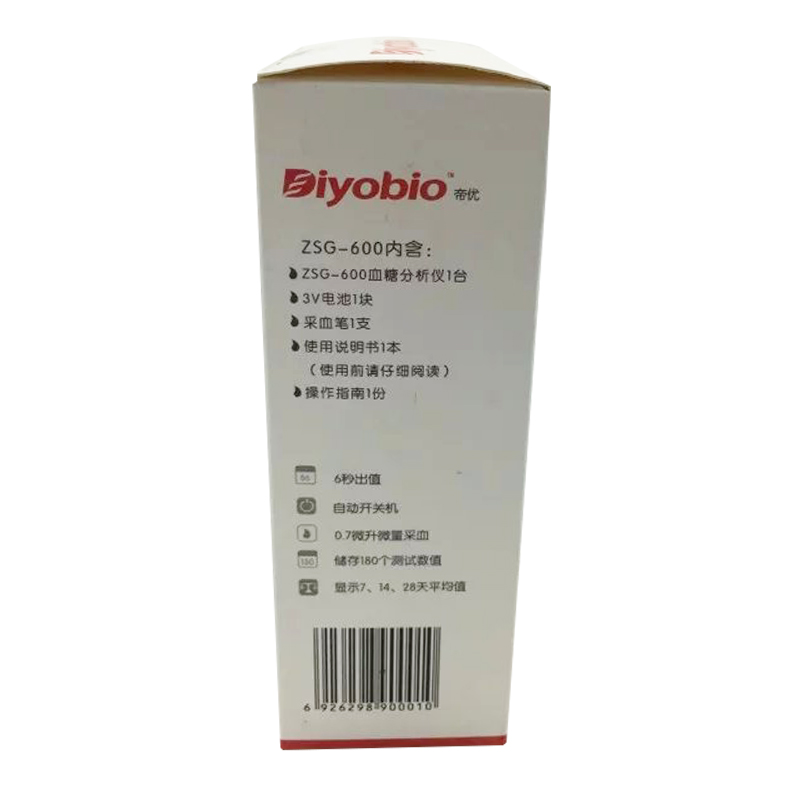 Diyobio
Diyobio™ 帝优
ZSG-600内含：
ZSG-600血糖分析仪1台
3V电池1块
采血笔1支
使用说明书1本
（使用前请仔细阅读）
操作指南1份
6秒出值
自动开关机
0.7微升微量采血
180
储存180个测试数值
显示7、14、28天平均值
6 926298 900010